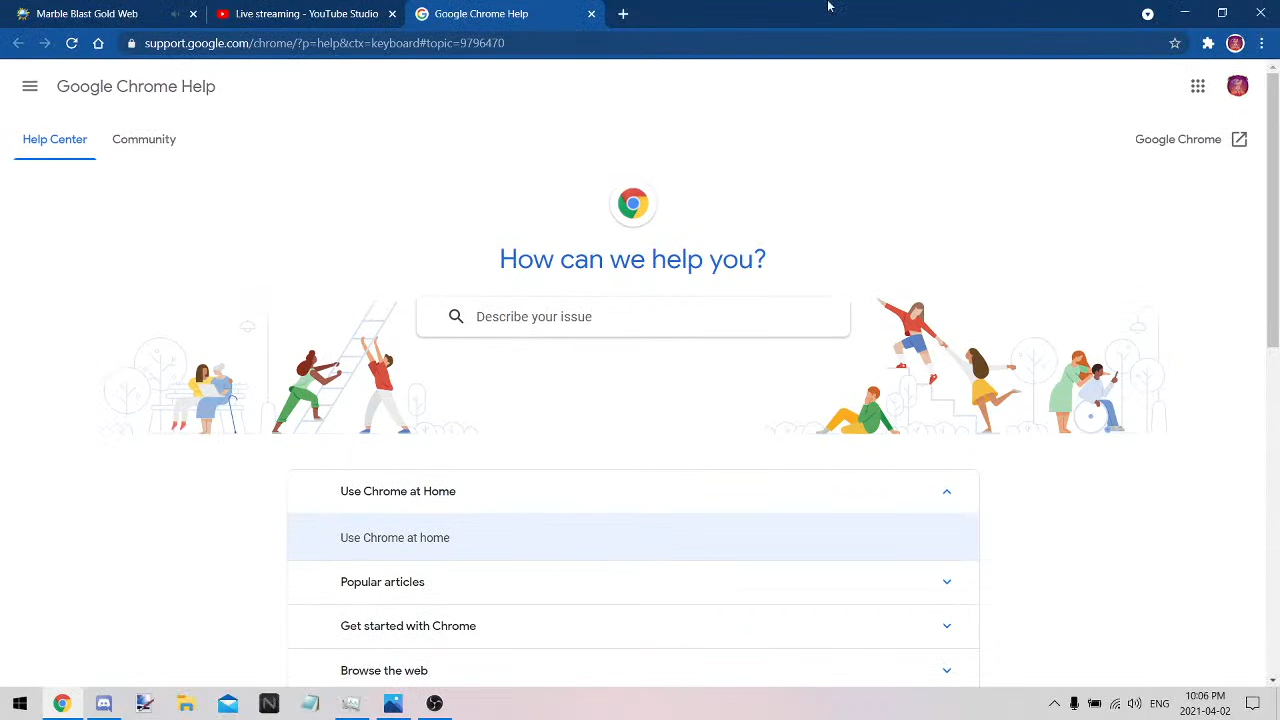 Marble Blast Gold Web
Live streaming - YouTube Studio
Google Chrome Help
support.google.com/chrome/?p=help&ctx=keyboard#topic=9796470
Google Chrome Help
Help Center
Community
Google Chrome
How can we help you?
Describe your issue
Use Chrome at Home
Use Chrome at home
Popular articles
Get started with Chrome
Browse the web
ENG
10:06 PM
2021-04-02